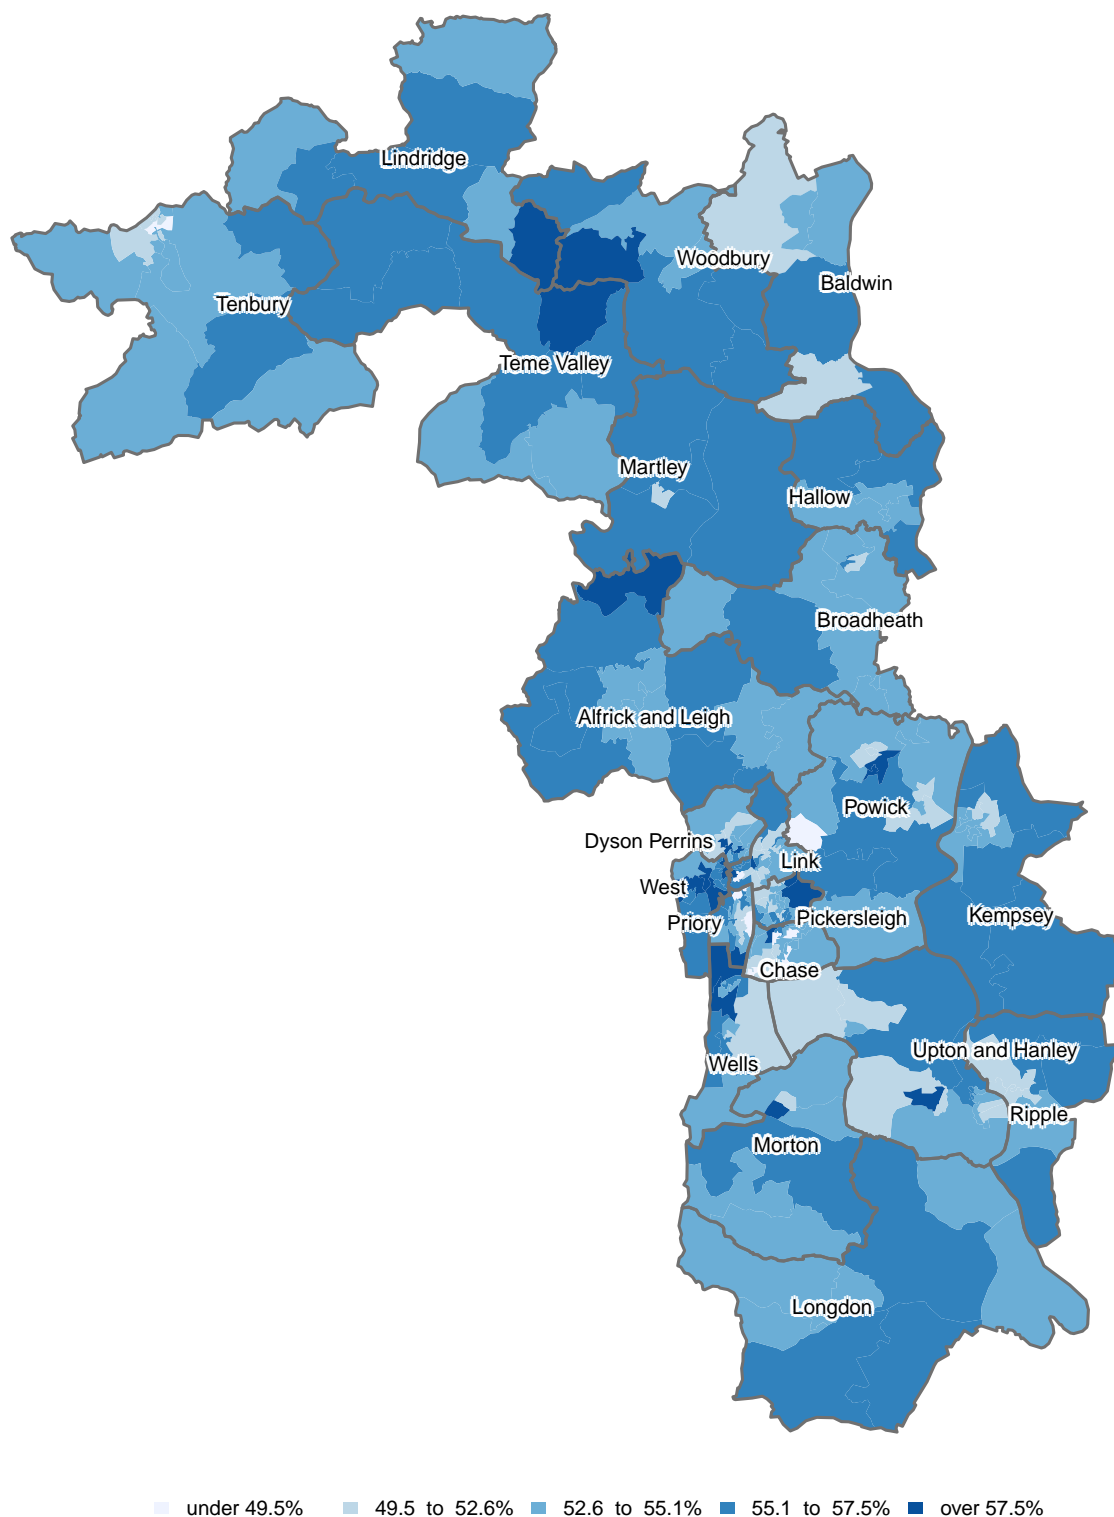 Lindridge
Woodbury
Baldwin
Tenbury
Teme Valley
Martley
Hallow
Broadheath
Alfrick and Leigh
Powick
Dyson Perrins
Link
West
Priory
Pickersleigh
Kempsey
Chase
Upton and Hanley
Wells
Ripple
Morton
Longdon
under 49.5% 49.5 to 52.6% 52.6 to 55.1% 55.1 to 57.5% over 57.5%